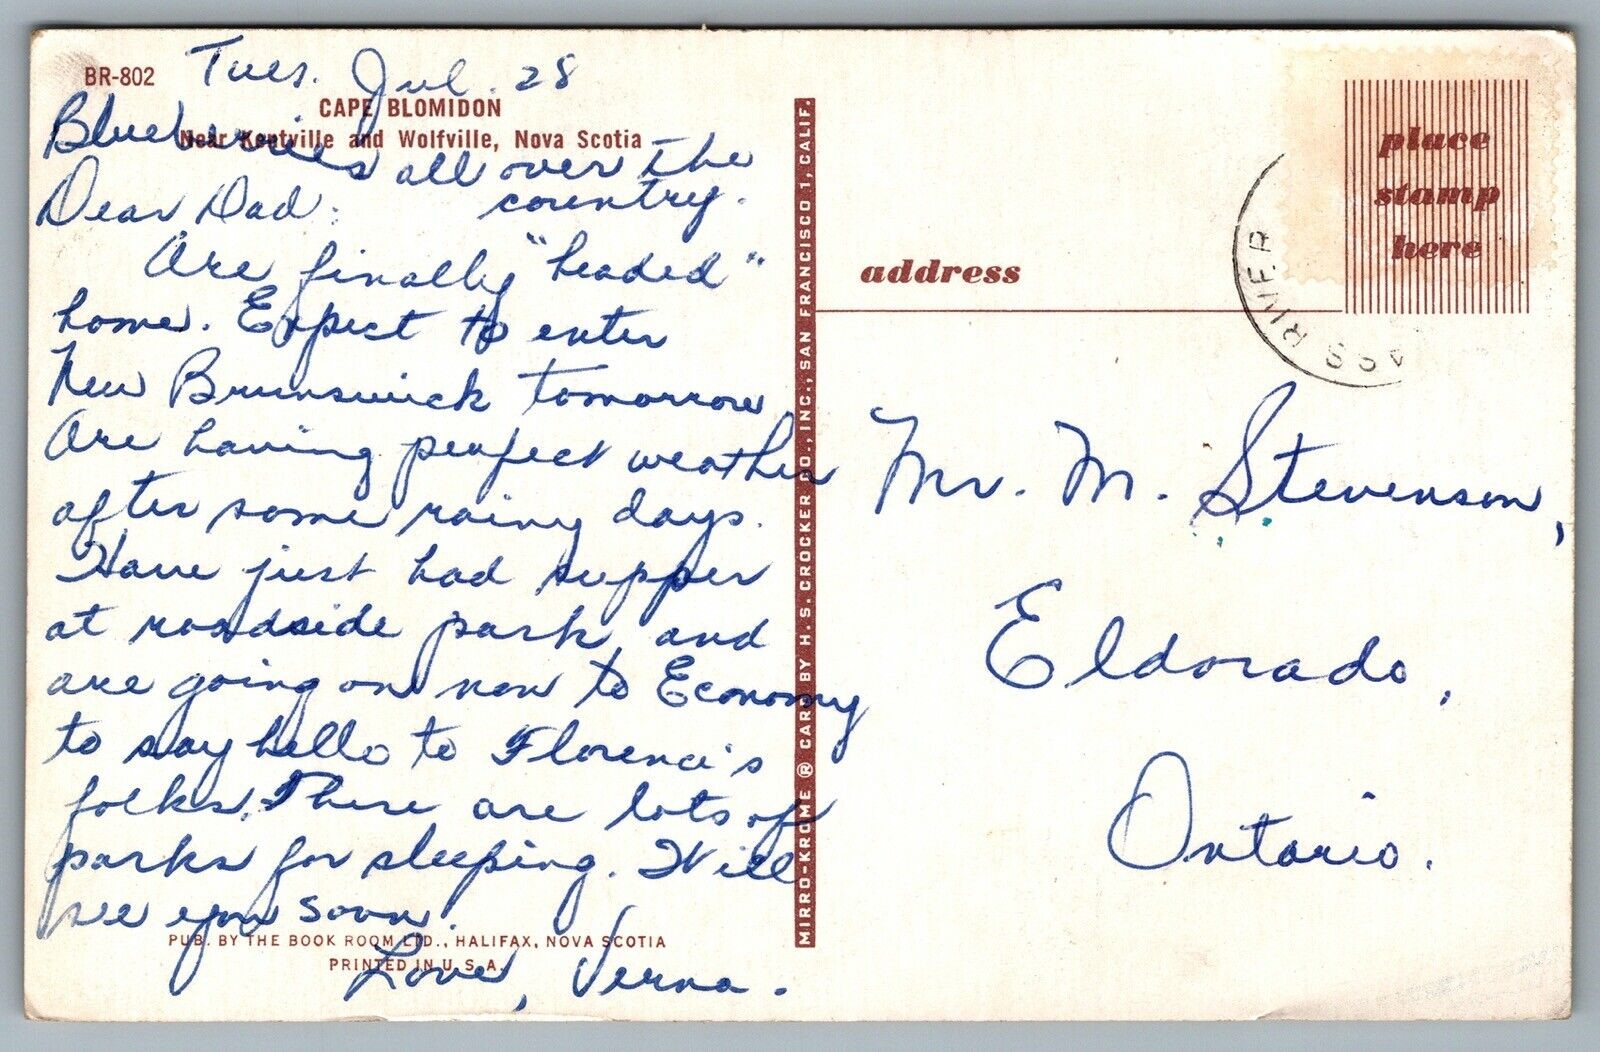 BR-802
Tues. Jul. 28
CAPE BLOMIDON
Near Kentville and Wolfville, Nova Scotia
Blueberries all over the
country.
Dear Dad:
Are finally "headed"
home. Expect to enter
New Brunswick tomorrow.
Are having perfect weather
after some rainy days.
Have just had supper
at roadside park and
are going on now to Economy
to say hello to Florence's
folks. There are lots of
parks for sleeping. Will
see you soon.
Love, Verna.
PUB. BY THE BOOK ROOM LTD., HALIFAX, NOVA SCOTIA
PRINTED IN U.S.A.
MIRRO-KROME ® CARD BY H. S. CROCKER CO., INC., SAN FRANCISCO 1, CALIF.
place
stamp
here
address
SS RIVER
Mr. M. Stevenson,
Eldorado,
Ontario.